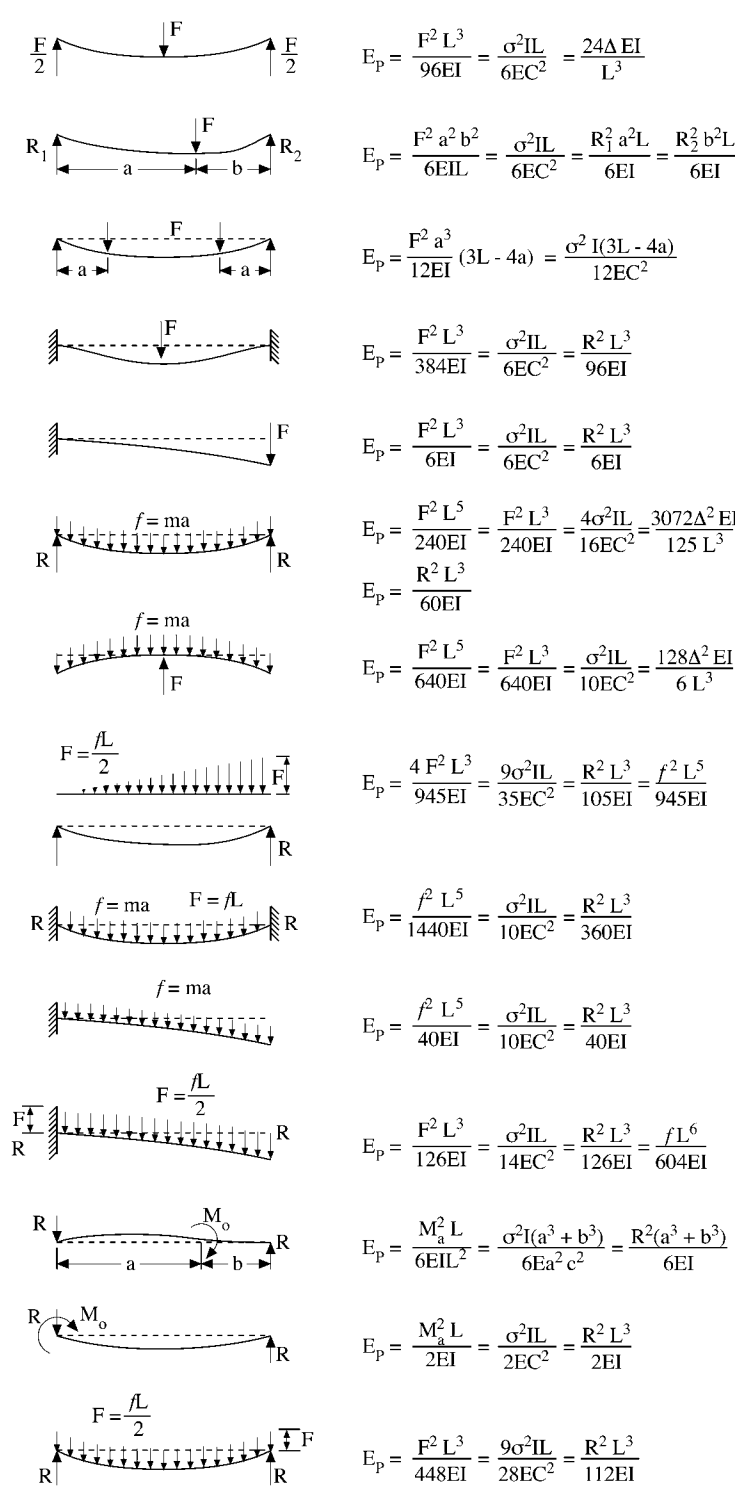 F/2 F F/2 E_P = F² L³/96EI = σ²IL/6EC² = 24Δ EI/L³
R₁ a F b R₂ E_P = F² a² b²/6EIL = σ²IL/6EC² = R₁² a²L/6EI = R₂² b²L/6EI
a F a E_P = F² a³/12EI (3L - 4a) = σ² I(3L - 4a)/12EC²
F E_P = F² L³/384EI = σ²IL/6EC² = R² L³/96EI
F E_P = F² L³/6EI = σ²IL/6EC² = R² L³/6EI
R f = ma R E_P = F² L⁵/240EI = F² L³/240EI = 4σ²IL/16EC² = 3072Δ² EI/125 L³
E_P = R² L³/60EI
f = ma F E_P = F² L⁵/640EI = F² L³/640EI = σ²IL/10EC² = 128Δ² EI/6 L³
F = fL/2 F R E_P = 4 F² L³/945EI = 9σ²IL/35EC² = R² L³/105EI = f² L⁵/945EI
R f = ma F = fL R E_P = f² L⁵/1440EI = σ²IL/10EC² = R² L³/360EI
f = ma E_P = f² L⁵/40EI = σ²IL/10EC² = R² L³/40EI
F R F = fL/2 R E_P = F² L³/126EI = σ²IL/14EC² = R² L³/126EI = f L⁶/604EI
R a M_o b R E_P = M_a² L/6EIL² = σ²I(a³ + b³)/6Ea² c² = R²(a³ + b³)/6EI
R M_o R E_P = M_a² L/2EI = σ²IL/2EC² = R² L³/2EI
R F = fL/2 F R E_P = F² L³/448EI = 9σ²IL/28EC² = R² L³/112EI